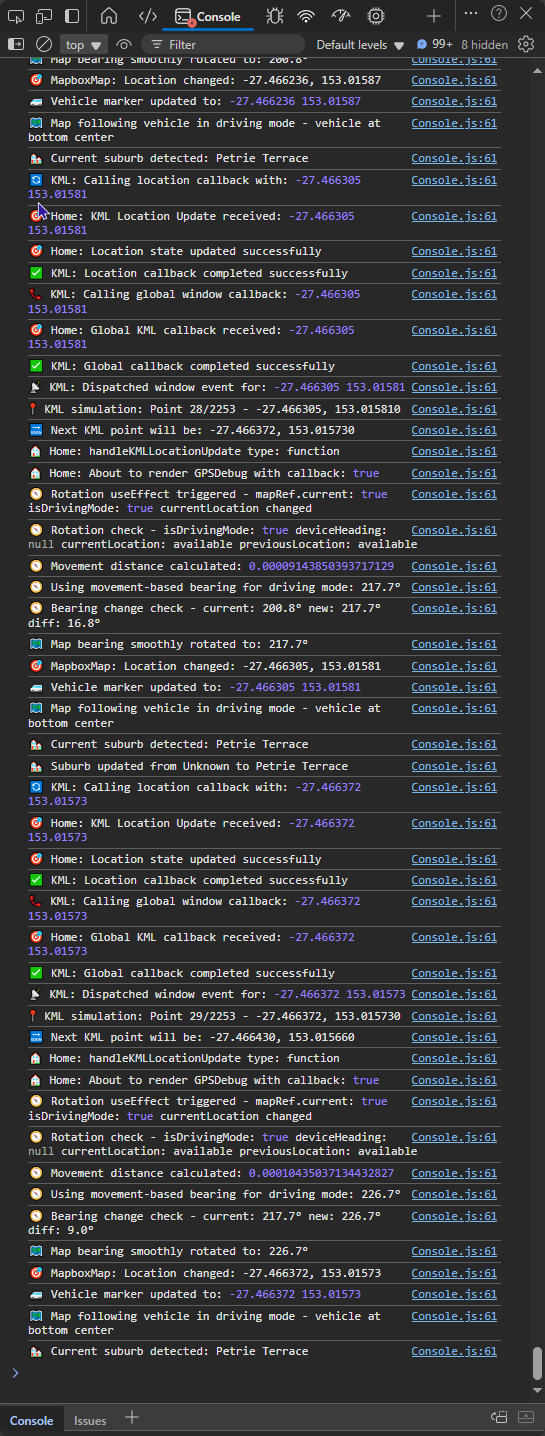 Console
top
Filter
Default levels
99+
8 hidden
Map bearing smoothly rotated to: 200.8° Console.js:61
MapboxMap: Location changed: -27.466236, 153.01587 Console.js:61
Vehicle marker updated to: -27.466236 153.01587 Console.js:61
Map following vehicle in driving mode - vehicle at Console.js:61
bottom center
Current suburb detected: Petrie Terrace Console.js:61
KML: Calling location callback with: -27.466305 Console.js:61
153.01581
Home: KML Location Update received: -27.466305 Console.js:61
153.01581
Home: Location state updated successfully Console.js:61
KML: Location callback completed successfully Console.js:61
KML: Calling global window callback: -27.466305 Console.js:61
153.01581
Home: Global KML callback received: -27.466305 Console.js:61
153.01581
KML: Global callback completed successfully Console.js:61
KML: Dispatched window event for: -27.466305 153.01581 Console.js:61
KML simulation: Point 28/2253 - -27.466305, 153.015810 Console.js:61
SOON Next KML point will be: -27.466372, 153.015730 Console.js:61
Home: handleKMLLocationUpdate type: function Console.js:61
Home: About to render GPSDebug with callback: true Console.js:61
Rotation useEffect triggered - mapRef.current: true Console.js:61
isDrivingMode: true currentLocation changed
Rotation check - isDrivingMode: true deviceHeading: Console.js:61
null currentLocation: available previousLocation: available
Movement distance calculated: 0.00009143850393717129 Console.js:61
Using movement-based bearing for driving mode: 217.7° Console.js:61
Bearing change check - current: 200.8° new: 217.7° Console.js:61
diff: 16.8°
Map bearing smoothly rotated to: 217.7° Console.js:61
MapboxMap: Location changed: -27.466305, 153.01581 Console.js:61
Vehicle marker updated to: -27.466305 153.01581 Console.js:61
Map following vehicle in driving mode - vehicle at Console.js:61
bottom center
Current suburb detected: Petrie Terrace Console.js:61
Suburb updated from Unknown to Petrie Terrace Console.js:61
KML: Calling location callback with: -27.466372 Console.js:61
153.01573
Home: KML Location Update received: -27.466372 Console.js:61
153.01573
Home: Location state updated successfully Console.js:61
KML: Location callback completed successfully Console.js:61
KML: Calling global window callback: -27.466372 Console.js:61
153.01573
Home: Global KML callback received: -27.466372 Console.js:61
153.01573
KML: Global callback completed successfully Console.js:61
KML: Dispatched window event for: -27.466372 153.01573 Console.js:61
KML simulation: Point 29/2253 - -27.466372, 153.015730 Console.js:61
SOON Next KML point will be: -27.466430, 153.015660 Console.js:61
Home: handleKMLLocationUpdate type: function Console.js:61
Home: About to render GPSDebug with callback: true Console.js:61
Rotation useEffect triggered - mapRef.current: true Console.js:61
isDrivingMode: true currentLocation changed
Rotation check - isDrivingMode: true deviceHeading: Console.js:61
null currentLocation: available previousLocation: available
Movement distance calculated: 0.00010435037134432827 Console.js:61
Using movement-based bearing for driving mode: 226.7° Console.js:61
Bearing change check - current: 217.7° new: 226.7° Console.js:61
diff: 9.0°
Map bearing smoothly rotated to: 226.7° Console.js:61
MapboxMap: Location changed: -27.466372, 153.01573 Console.js:61
Vehicle marker updated to: -27.466372 153.01573 Console.js:61
Map following vehicle in driving mode - vehicle at Console.js:61
bottom center
Current suburb detected: Petrie Terrace Console.js:61
Console
Issues